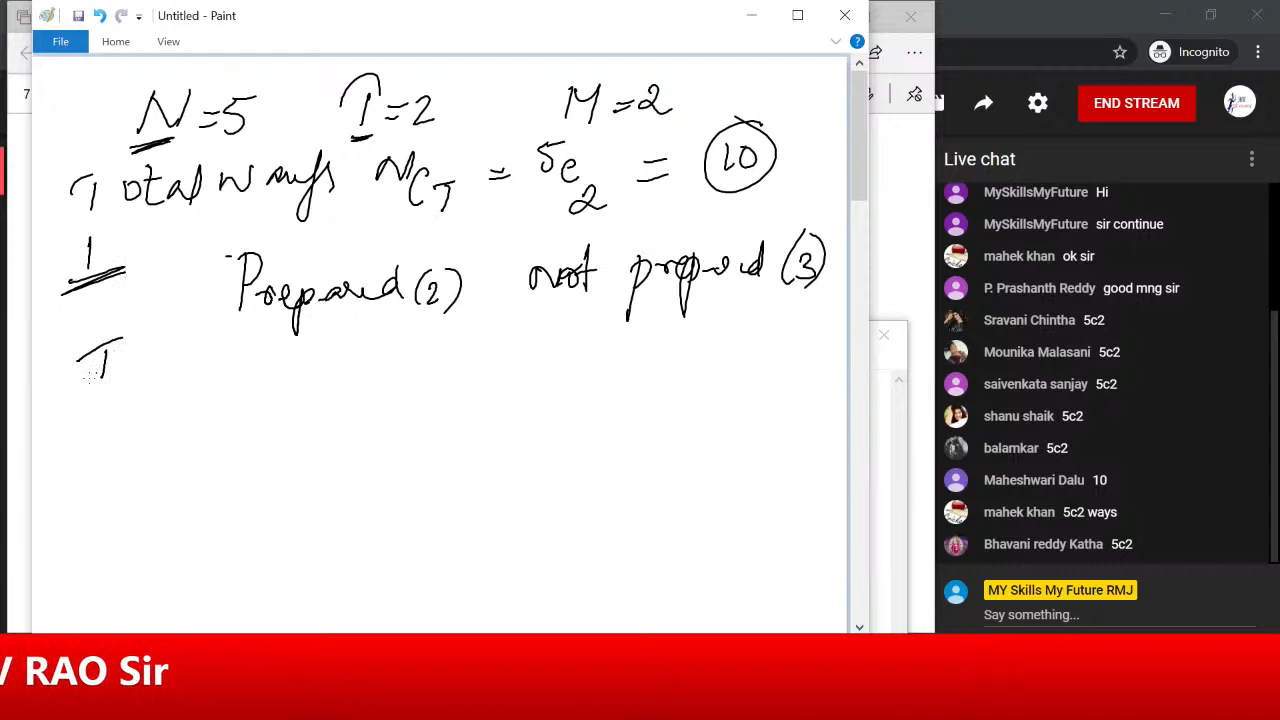 Untitled - Paint
File Home View
N = 5 T = 2 M = 2
Total ways NCT = 5c2 = 10
1 Prepared (2) not prepared (3)
T
7
Incognito
END STREAM
Live chat
MySkillsMyFuture Hi
MySkillsMyFuture sir continue
mahek khan ok sir
P. Prashanth Reddy good mng sir
Sravani Chintha 5c2
Mounika Malasani 5c2
saivenkata sanjay 5c2
shanu shaik 5c2
balamkar 5c2
Maheshwari Dalu 10
mahek khan 5c2 ways
Bhavani reddy Katha 5c2
MY Skills My Future RMJ
Say something...
V RAO Sir